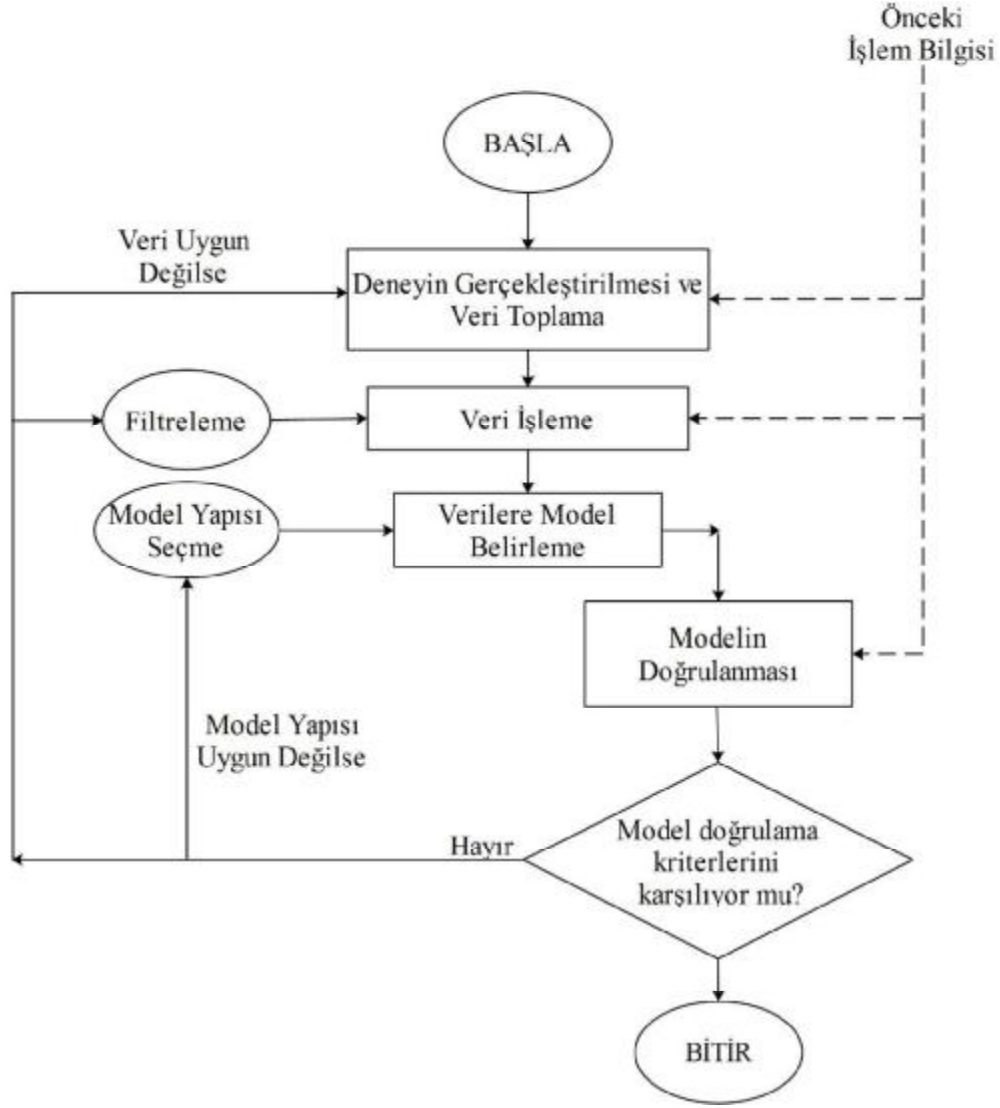 Önceki
İşlem Bilgisi
BAŞLA
Veri Uygun
Değilse
Deneyin Gerçekleştirilmesi ve
Veri Toplama
Filtreleme
Veri İşleme
Model Yapısı
Seçme
Verilere Model
Belirleme
Modelin
Doğrulanması
Model Yapısı
Uygun Değilse
Hayır
Model doğrulama
kriterlerini
karşılıyor mu?
BİTİR